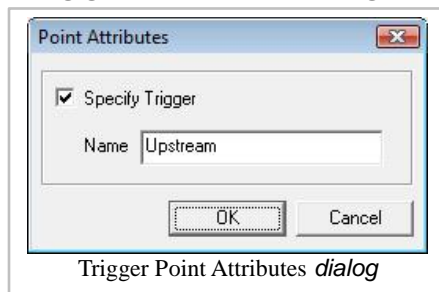 Point Attributes
Specify Trigger
Name Upstream
OK Cancel
Trigger Point Attributes dialog